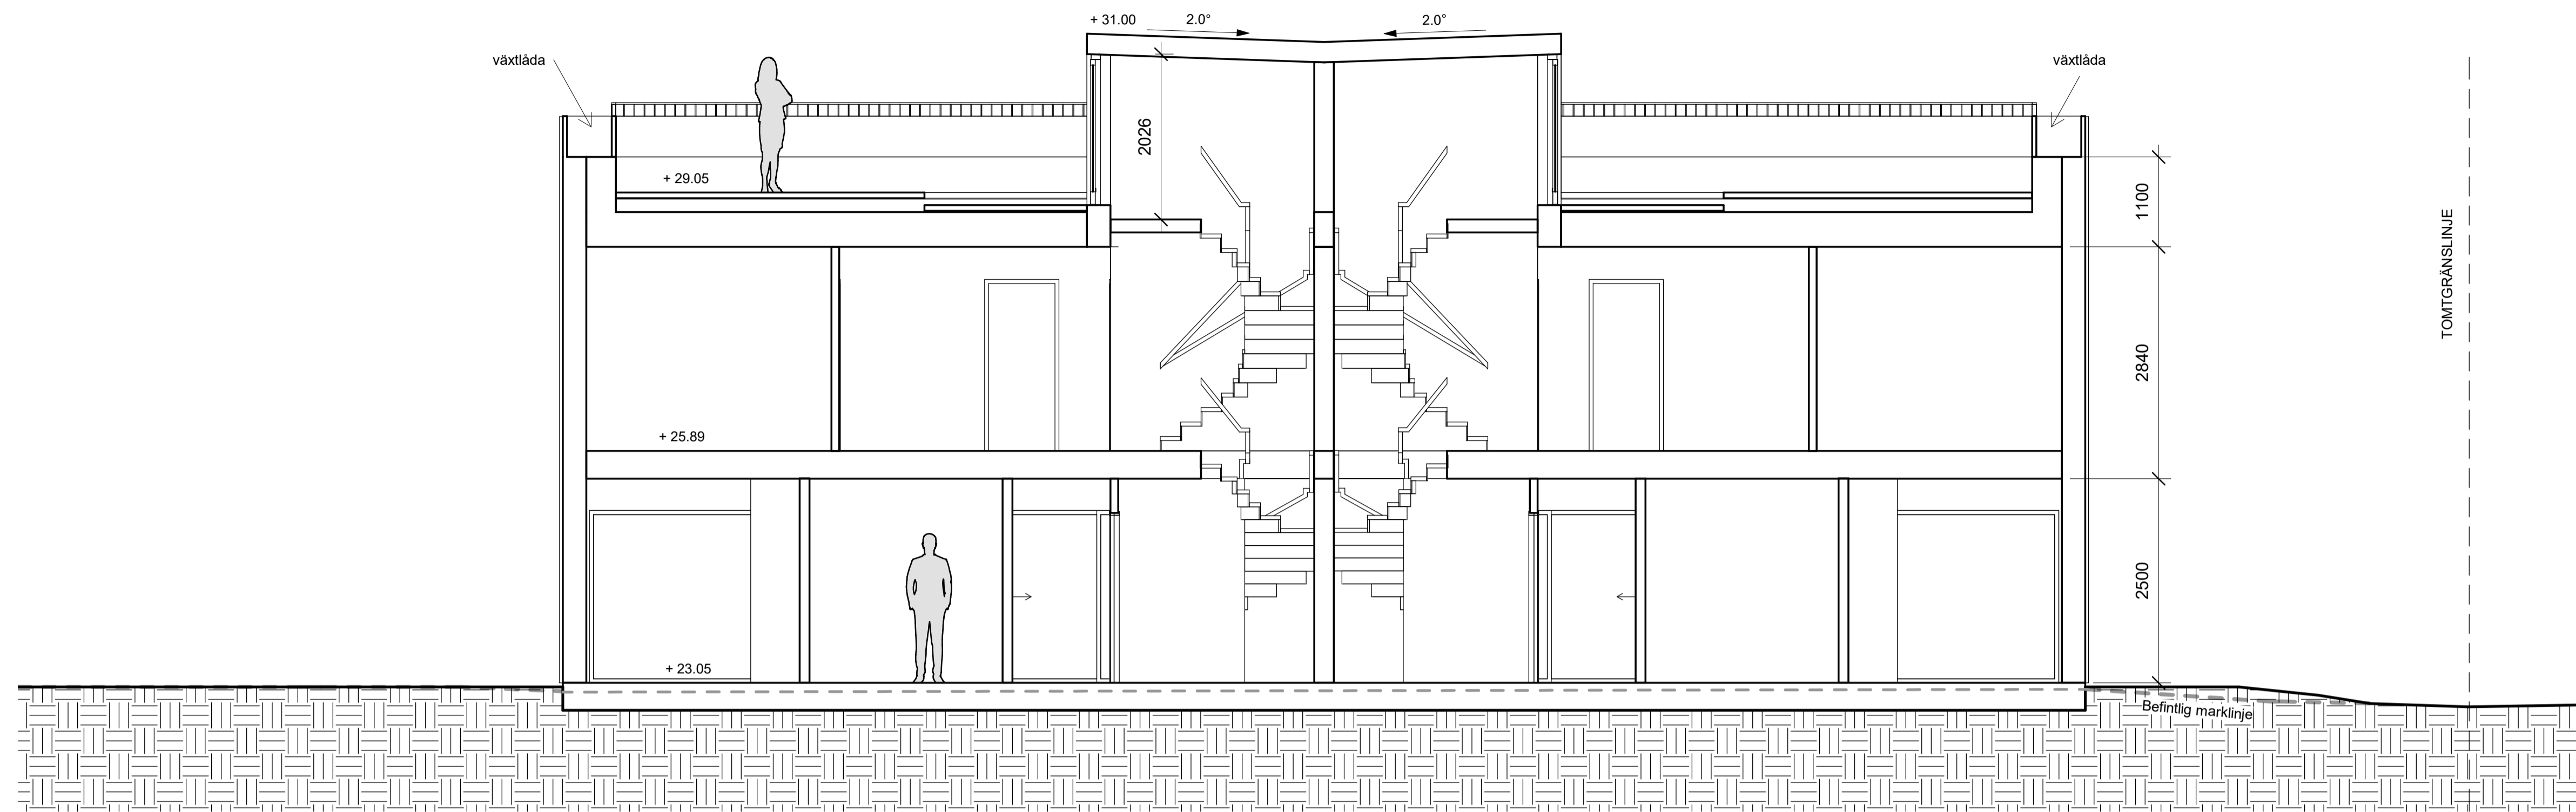 + 31.00
2.0°
2.0°
växtlåda
växtlåda
2026
+ 29.05
1100
TOMTGRÄNSLINJE
2840
+ 25.89
2500
+ 23.05
Befintlig marklinje